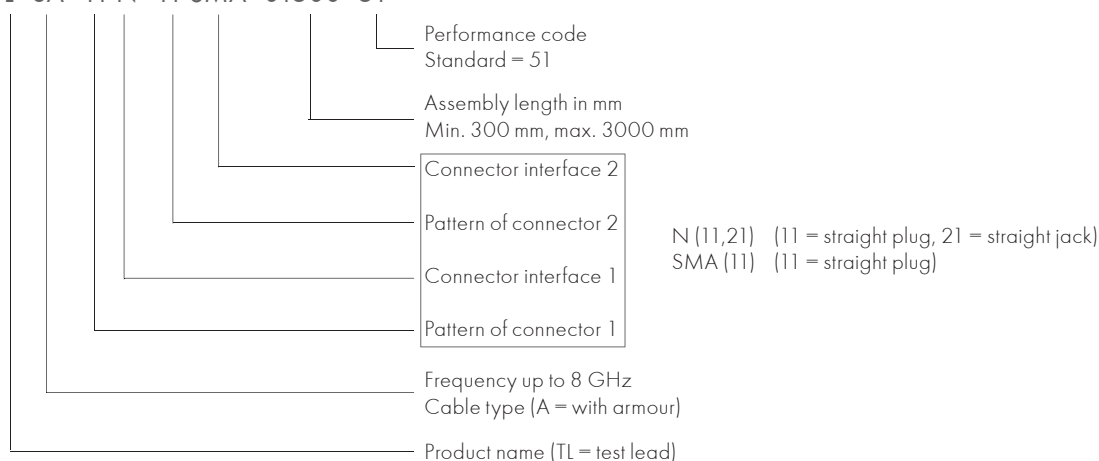 Performance code
Standard = 51
Assembly length in mm
Min. 300 mm, max. 3000 mm
Connector interface 2
Pattern of connector 2
N (11,21) (11 = straight plug, 21 = straight jack)
SMA (11) (11 = straight plug)
Connector interface 1
Pattern of connector 1
Frequency up to 8 GHz
Cable type (A = with armour)
Product name (TL = test lead)